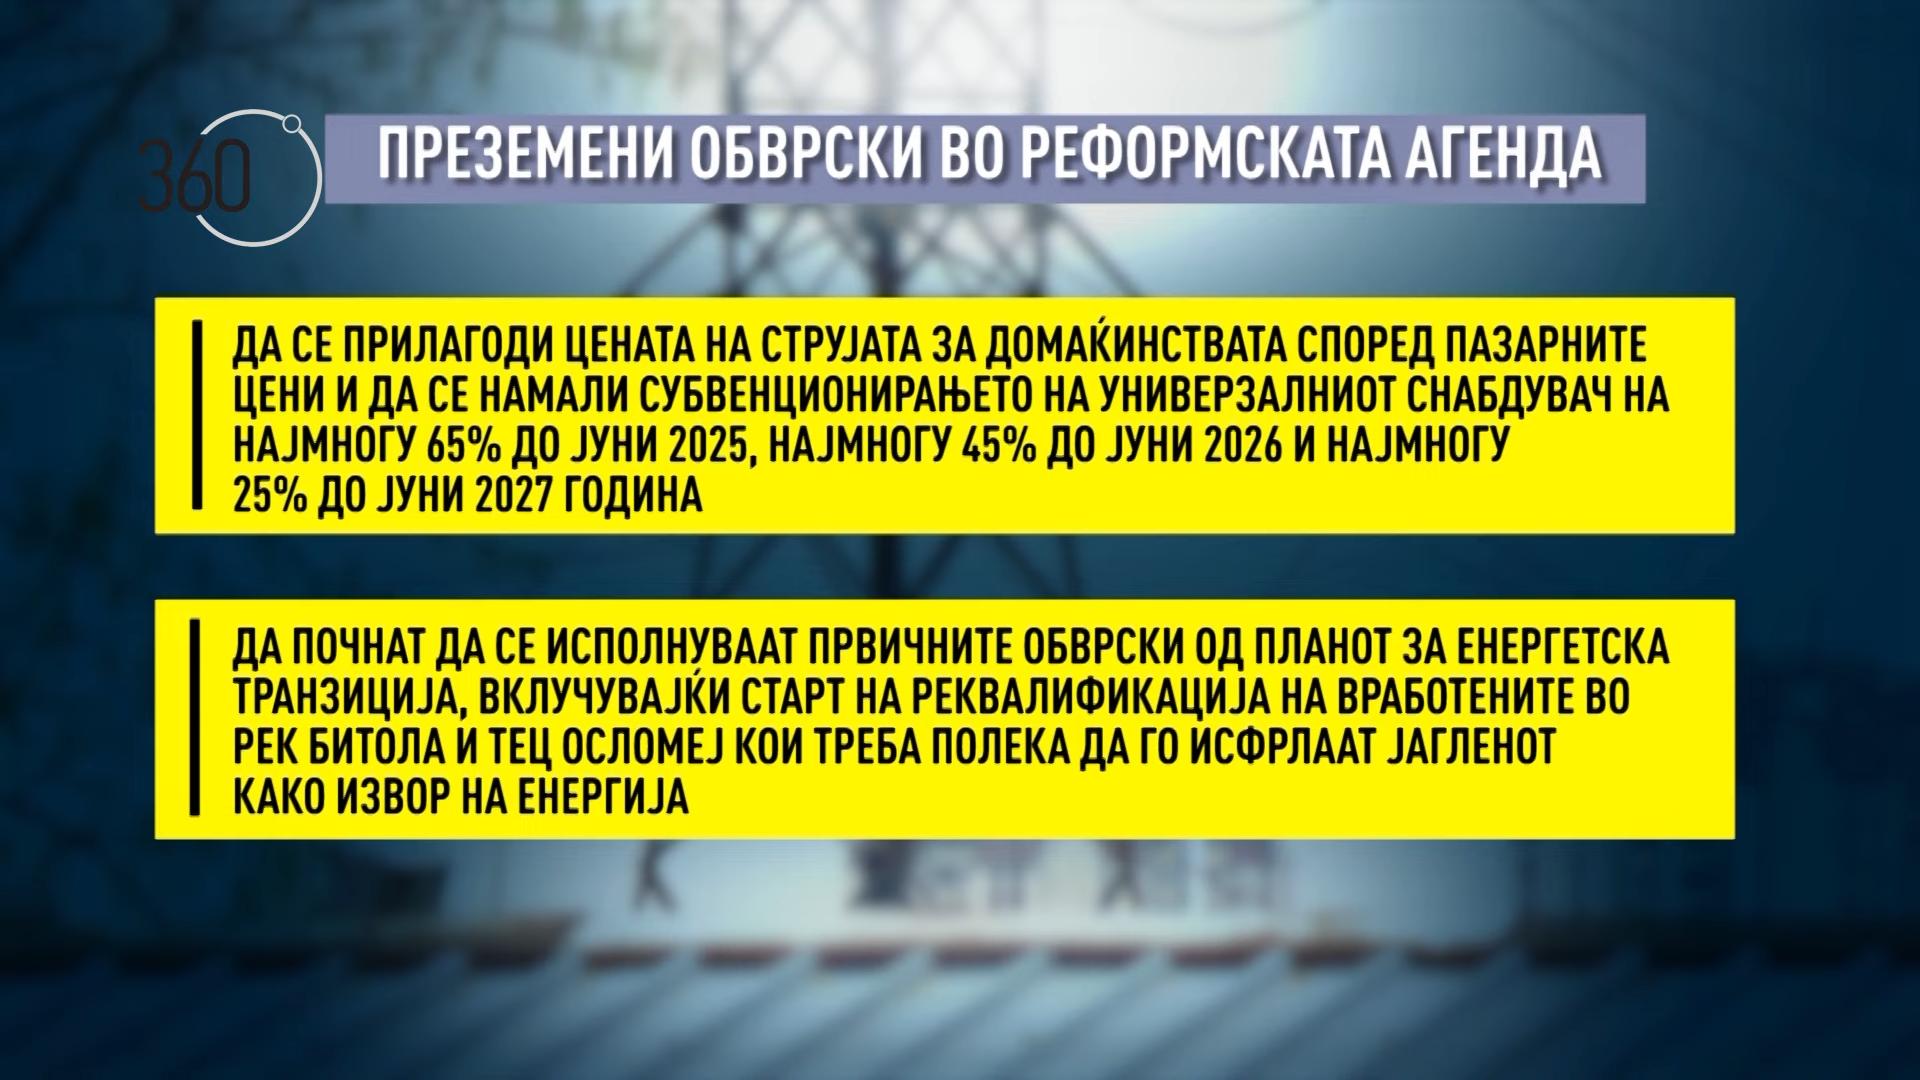 360
ПРЕЗЕМЕНИ ОБВРСКИ ВО РЕФОРМСКАТА АГЕНДА
ДА СЕ ПРИЛАГОДИ ЦЕНАТА НА СТРУЈАТА ЗА ДОМАЌИНСТВАТА СПОРЕД ПАЗАРНИТЕ
ЦЕНИ И ДА СЕ НАМАЛИ СУБВЕНЦИОНИРАЊЕТО НА УНИВЕРЗАЛНИОТ СНАБДУВАЧ НА
НАЈМНОГУ 65% ДО ЈУНИ 2025, НАЈМНОГУ 45% ДО ЈУНИ 2026 И НАЈМНОГУ
25% ДО ЈУНИ 2027 ГОДИНА
ДА ПОЧНАТ ДА СЕ ИСПОЛНУВААТ ПРВИЧНИТЕ ОБВРСКИ ОД ПЛАНОТ ЗА ЕНЕРГЕТСКА
ТРАНЗИЦИЈА, ВКЛУЧУВАЈЌИ СТАРТ НА РЕКВАЛИФИКАЦИЈА НА ВРАБОТЕНИТЕ ВО
РЕК БИТОЛА И ТЕЦ ОСЛОМЕЈ КОИ ТРЕБА ПОЛЕКА ДА ГО ИСФРЛААТ ЈАГЛЕНОТ
КАКО ИЗВОР НА ЕНЕРГИЈА